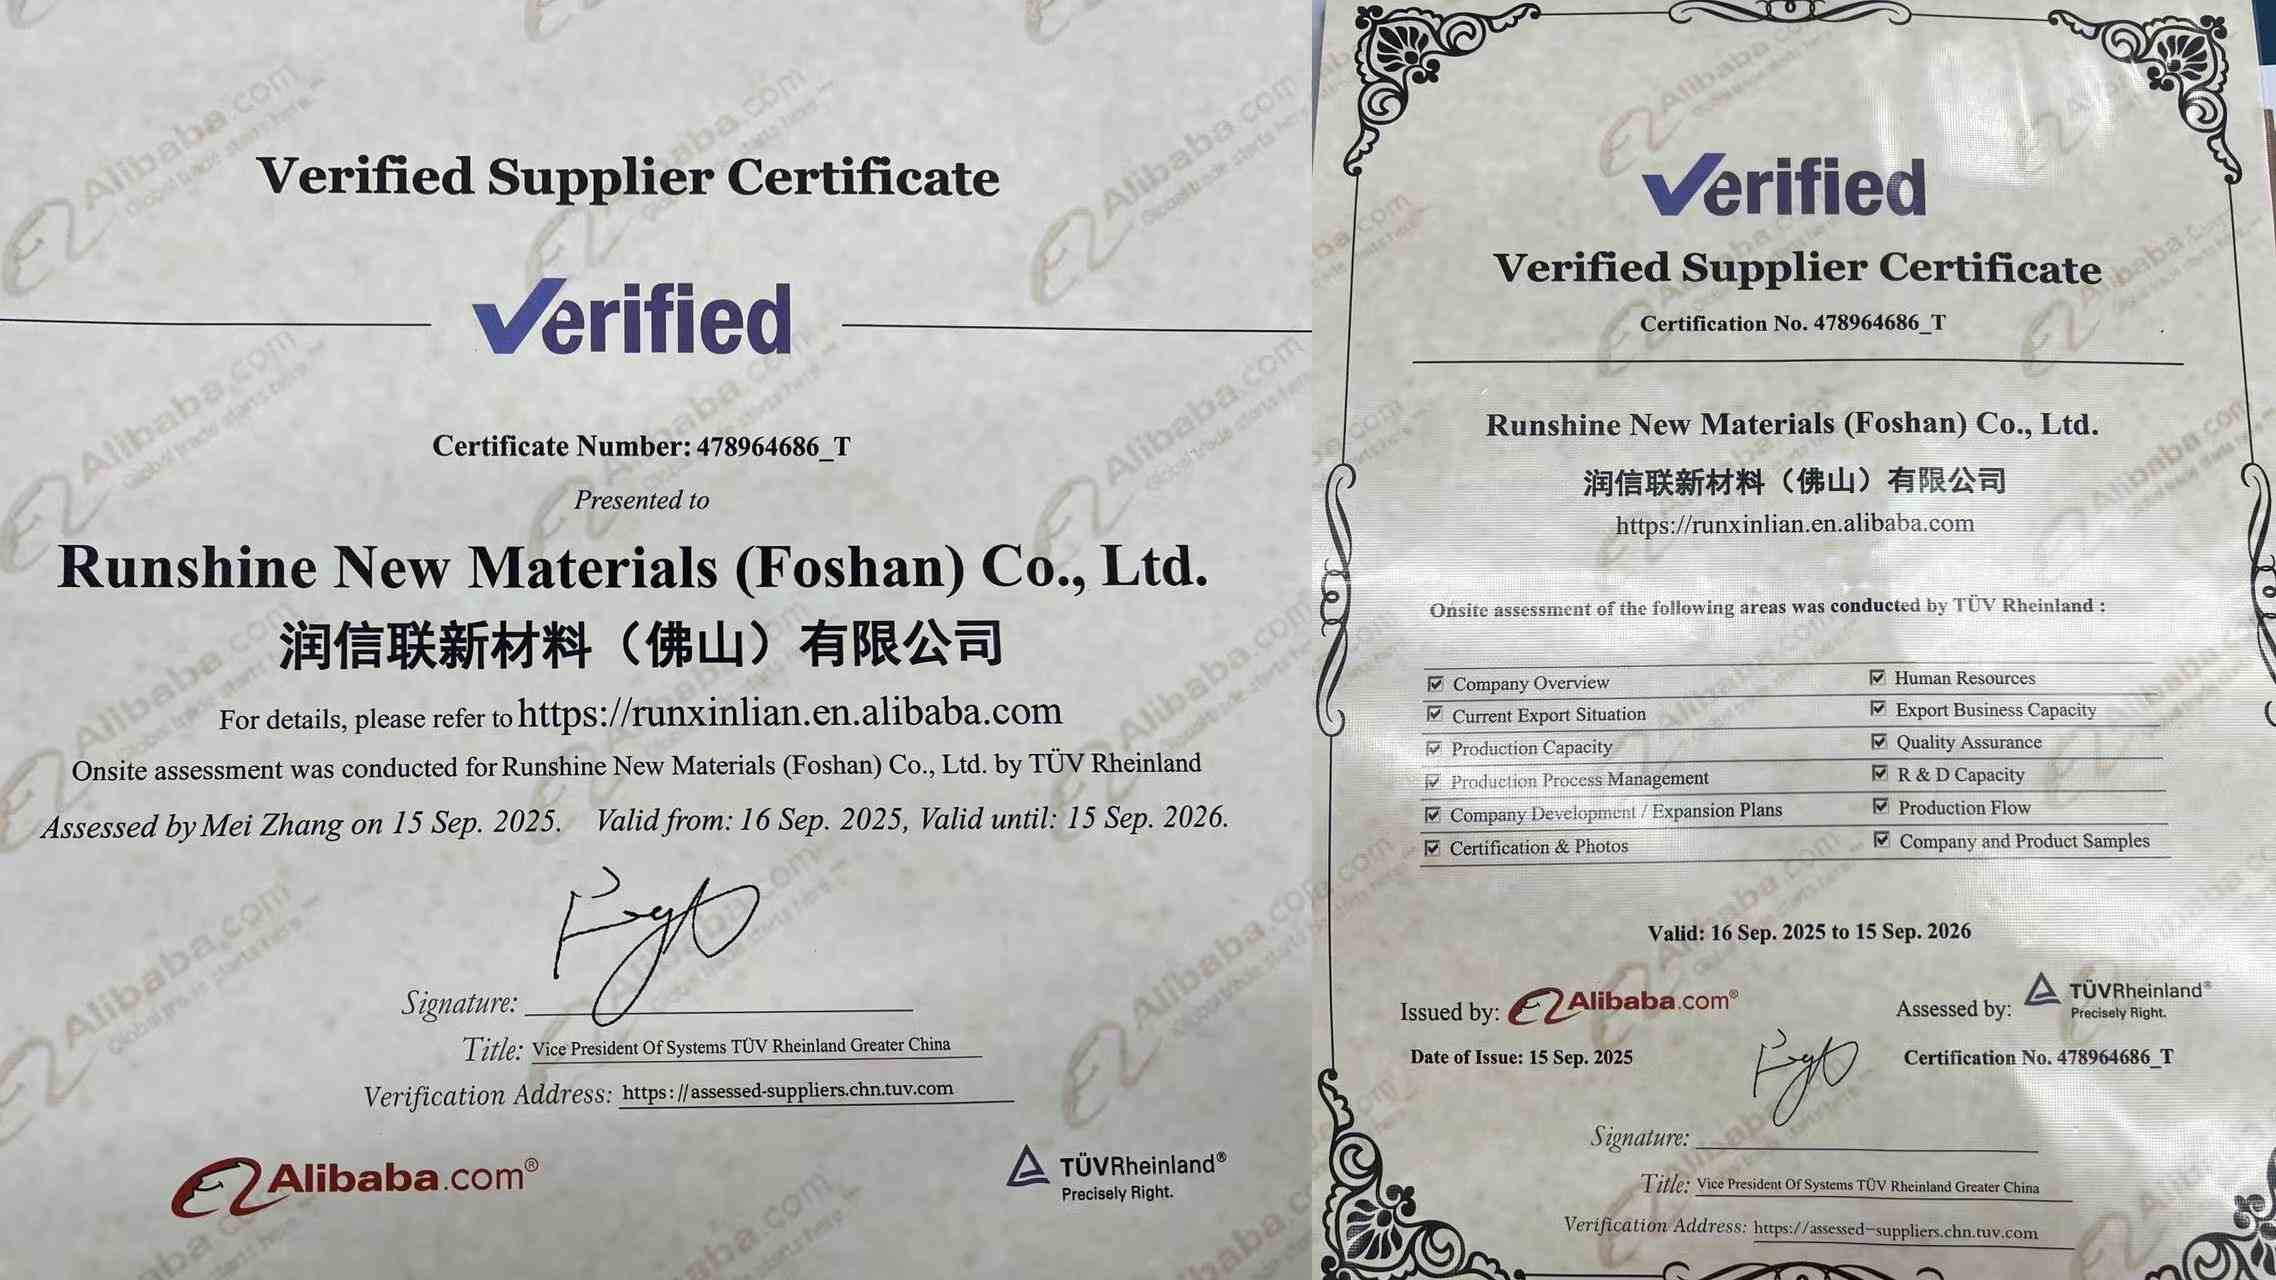 Verified Supplier Certificate
Verified
Certificate Number: 478964686_T
Presented to
Runshine New Materials (Foshan) Co., Ltd.
润信联新材料（佛山）有限公司
For details, please refer to https://runxinlian.en.alibaba.com
Onsite assessment was conducted for Runshine New Materials (Foshan) Co., Ltd. by TÜV Rheinland
Assessed by Mei Zhang on 15 Sep. 2025. Valid from: 16 Sep. 2025, Valid until: 15 Sep. 2026.
Signature:
Title: Vice President Of Systems TÜV Rheinland Greater China
Verification Address: https://assessed-suppliers.chn.tuv.com
Alibaba.com®
TÜVRheinland®
Precisely Right.
Verified
Verified Supplier Certificate
Certification No. 478964686_T
Runshine New Materials (Foshan) Co., Ltd.
润信联新材料（佛山）有限公司
https://runxinlian.en.alibaba.com
Onsite assessment of the following areas was conducted by TÜV Rheinland :
Company Overview
Human Resources
Current Export Situation
Export Business Capacity
Production Capacity
Quality Assurance
Production Process Management
R & D Capacity
Company Development / Expansion Plans
Production Flow
Certification & Photos
Company and Product Samples
Valid: 16 Sep. 2025 to 15 Sep. 2026
Issued by: Alibaba.com®
Assessed by: TÜVRheinland®
Precisely Right.
Date of Issue: 15 Sep. 2025
Certification No. 478964686_T
Signature:
Title: Vice President Of Systems TÜV Rheinland Greater China
Verification Address: https://assessed-suppliers.chn.tuv.com